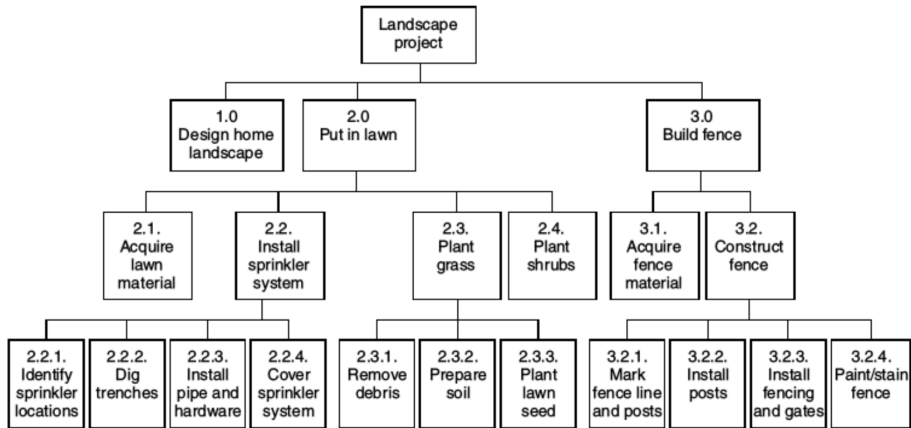 Landscape
project
1.0
Design home
landscape
2.0
Put in lawn
3.0
Build fence
2.1.
Acquire
lawn
material
2.2.
Install
sprinkler
system
2.3.
Plant
grass
2.4.
Plant
shrubs
3.1.
Acquire
fence
material
3.2.
Construct
fence
2.2.1.
Identify
sprinkler
locations
2.2.2.
Dig
trenches
2.2.3.
Install
pipe and
hardware
2.2.4.
Cover
sprinkler
system
2.3.1.
Remove
debris
2.3.2.
Prepare
soil
2.3.3.
Plant
lawn
seed
3.2.1.
Mark
fence line
and posts
3.2.2.
Install
posts
3.2.3.
Install
fencing
and gates
3.2.4.
Paint/stain
fence